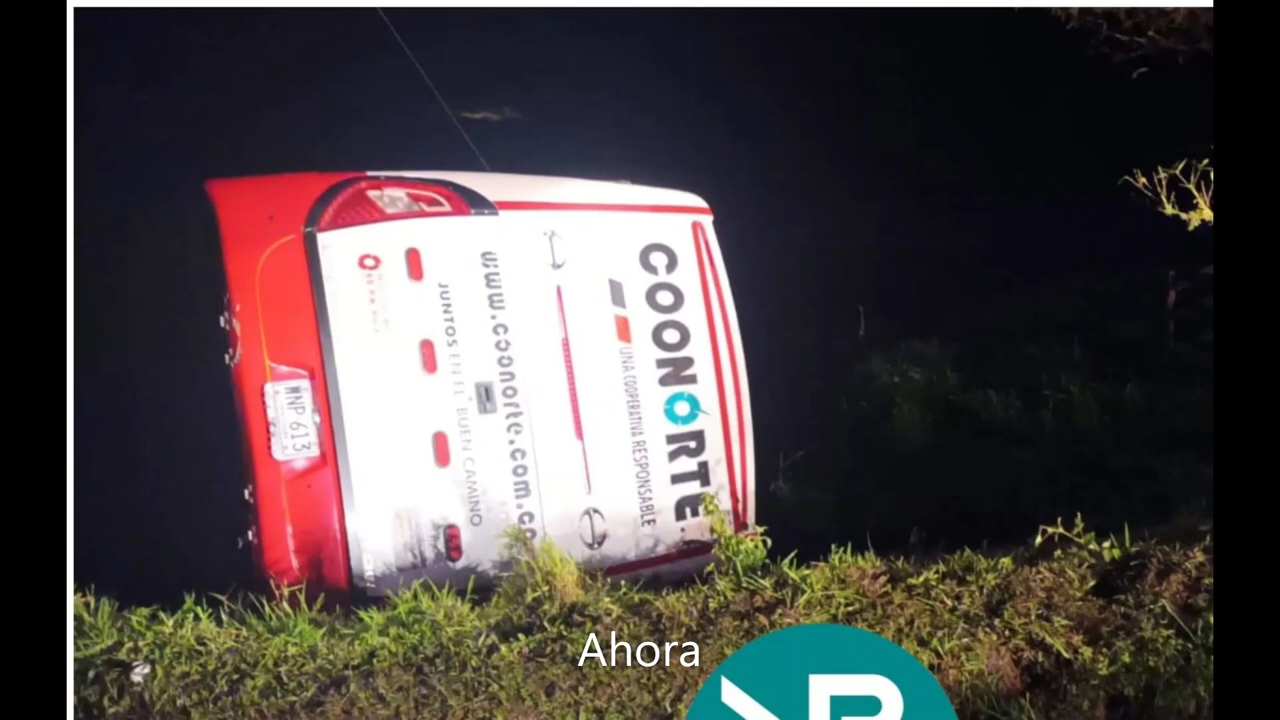 COONORTE
UNA COOPERATIVA RESPONSABLE
www.coonorte.com.co
JUNTOS EN EL BUEN CAMINO
WNP 613
Ahora